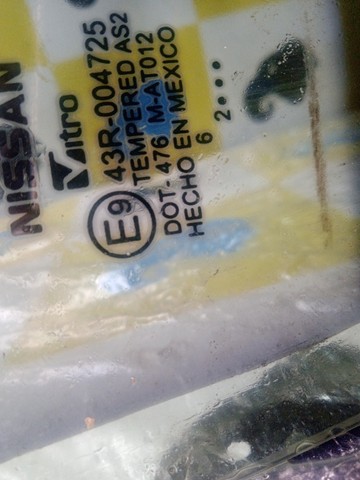 NISSAN
Vitro
E9 43R-004725
TEMPERED AS2
DOT- 476 M-AT012
HECHO EN MEXICO
6
2•••